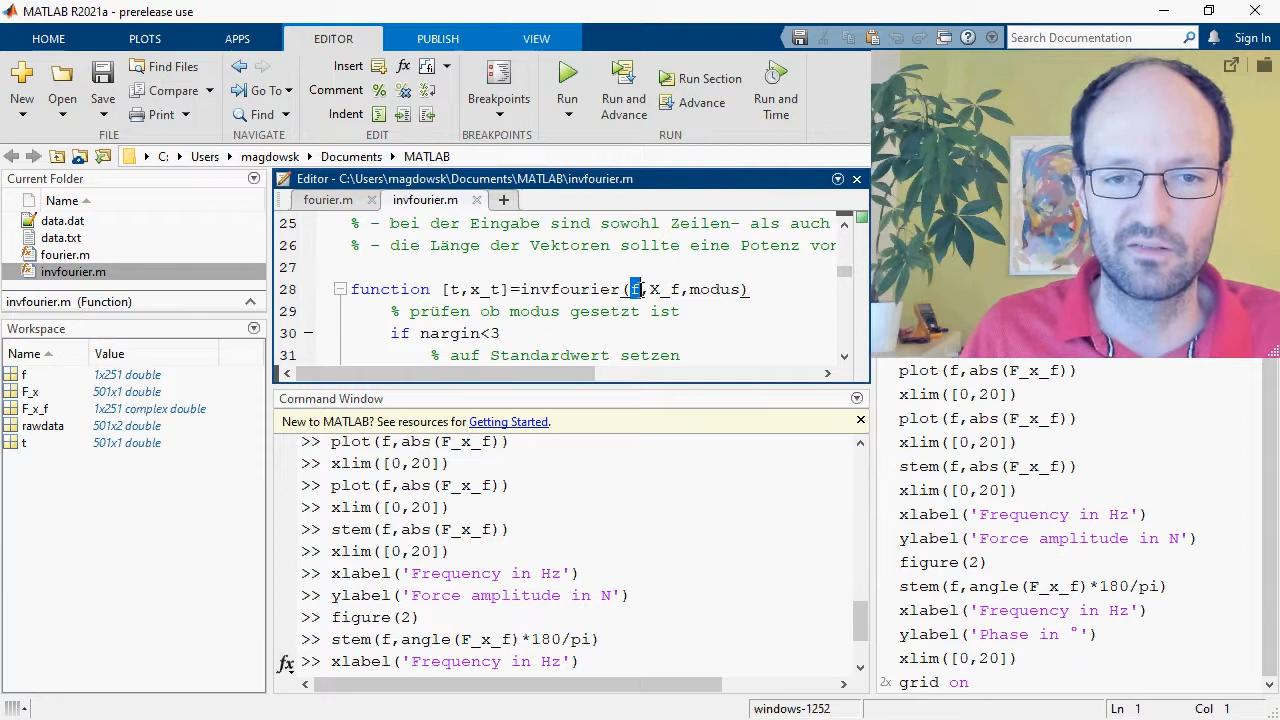 MATLAB R2021a - prerelease use
HOME PLOTS APPS EDITOR PUBLISH VIEW Search Documentation Sign In
New Open Save Find Files Compare Print Go To Find Insert Comment Indent Breakpoints Run Run and Advance Run Section Advance Run and Time
FILE NAVIGATE EDIT BREAKPOINTS RUN
C: Users magdowsk Documents MATLAB
Current Folder
Name
data.dat
data.txt
fourier.m
invfourier.m
invfourier.m (Function)
Workspace
Name Value
f 1x251 double
F_x 501x1 double
F_x_f 1x251 complex double
rawdata 501x2 double
t 501x1 double
Editor - C:\Users\magdowsk\Documents\MATLAB\invfourier.m
fourier.m invfourier.m
25 % - bei der Eingabe sind sowohl Zeilen- als auch
26 % - die Länge der Vektoren sollte eine Potenz vor
27
28 function [t,x_t]=invfourier(f,X_f,modus)
29 % prüfen ob modus gesetzt ist
30 if nargin<3
31 % auf Standardwert setzen
Command Window
New to MATLAB? See resources for Getting Started.
>> plot(f,abs(F_x_f))
>> xlim([0,20])
>> plot(f,abs(F_x_f))
>> xlim([0,20])
>> stem(f,abs(F_x_f))
>> xlim([0,20])
>> xlabel('Frequency in Hz')
>> ylabel('Force amplitude in N')
>> figure(2)
>> stem(f,angle(F_x_f)*180/pi)
fx >> xlabel('Frequency in Hz')
plot(f,abs(F_x_f))
xlim([0,20])
plot(f,abs(F_x_f))
xlim([0,20])
stem(f,abs(F_x_f))
xlim([0,20])
xlabel('Frequency in Hz')
ylabel('Force amplitude in N')
figure(2)
stem(f,angle(F_x_f)*180/pi)
xlabel('Frequency in Hz')
ylabel('Phase in °')
xlim([0,20])
2x grid on
windows-1252 Ln 1 Col 1